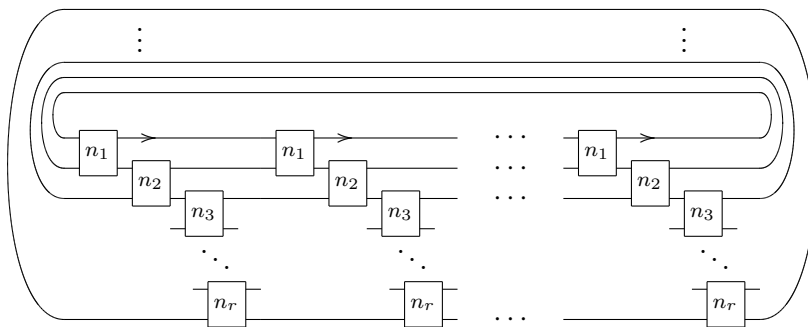 n₁ n₁ ⋯ n₁
n₂ n₂ ⋯ n₂
n₃ n₃ ⋯ n₃
nᵣ nᵣ ⋯ nᵣ